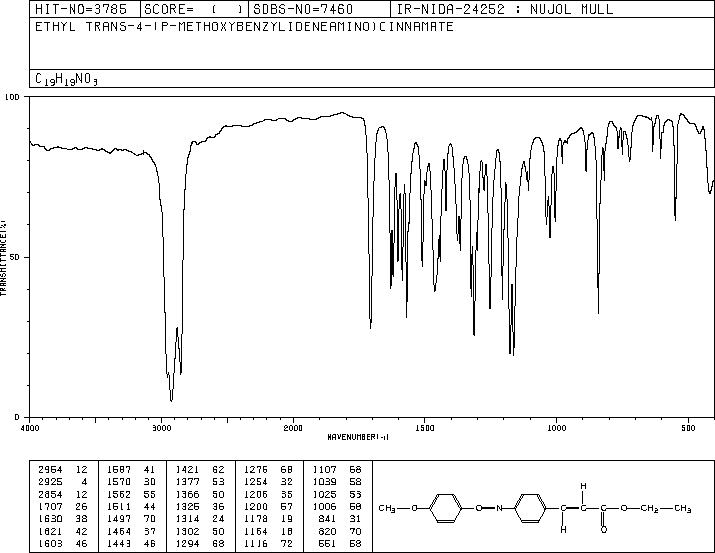 HIT-NO=3785 SCORE= ( ) SDBS-NO=7460 IR-NIDA-24252 : NUJOL MULL
ETHYL TRANS-4-(P-METHOXYBENZYLIDENEAMINO)CINNAMATE
C19H19NO3
100
50
0
TRANSMITTANCE(%)
4000 3000 2000 1500 1000 500
WAVENUMBER(-1)
2954 12 1587 41 1421 62 1276 68 1107 68
2925 4 1570 30 1377 53 1254 32 1039 58
2854 12 1562 55 1366 50 1206 35 1025 53
1707 26 1511 44 1325 36 1200 57 1006 58
1630 38 1497 70 1314 24 1178 19 841 31
1621 42 1464 37 1302 50 1164 18 820 70
1603 46 1443 46 1294 68 1116 72 551 58
H
CH3 O O N C C C O CH2 CH3
H O